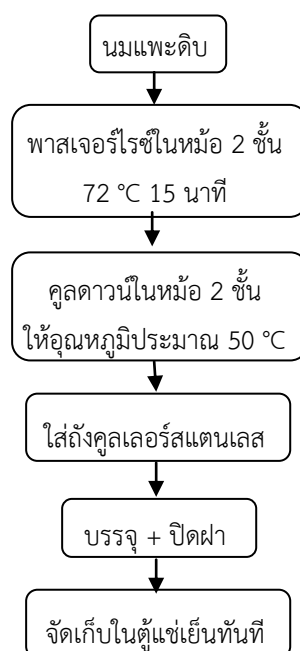 นมแพะดิบ
พาสเจอร์ไรซ์ในหม้อ 2 ชั้น
72 °C 15 นาที
คูลดาวน์ในหม้อ 2 ชั้น
ให้อุณหภูมิประมาณ 50 °C
ใส่ถังคูลเลอร์สแตนเลส
บรรจุ + ปิดฝา
จัดเก็บในตู้แช่เย็นทันที